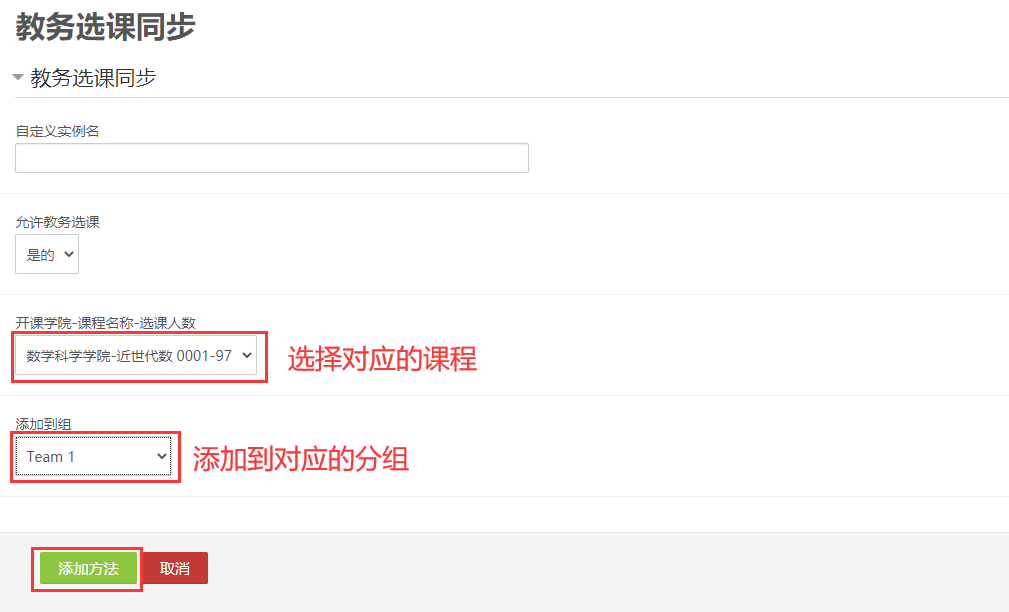 教务选课同步
教务选课同步
自定义实例名
允许教务选课
是的
开课学院-课程名称-选课人数
数学科学学院-近世代数 0001-97
选择对应的课程
添加到组
Team 1
添加到对应的分组
添加方法
取消